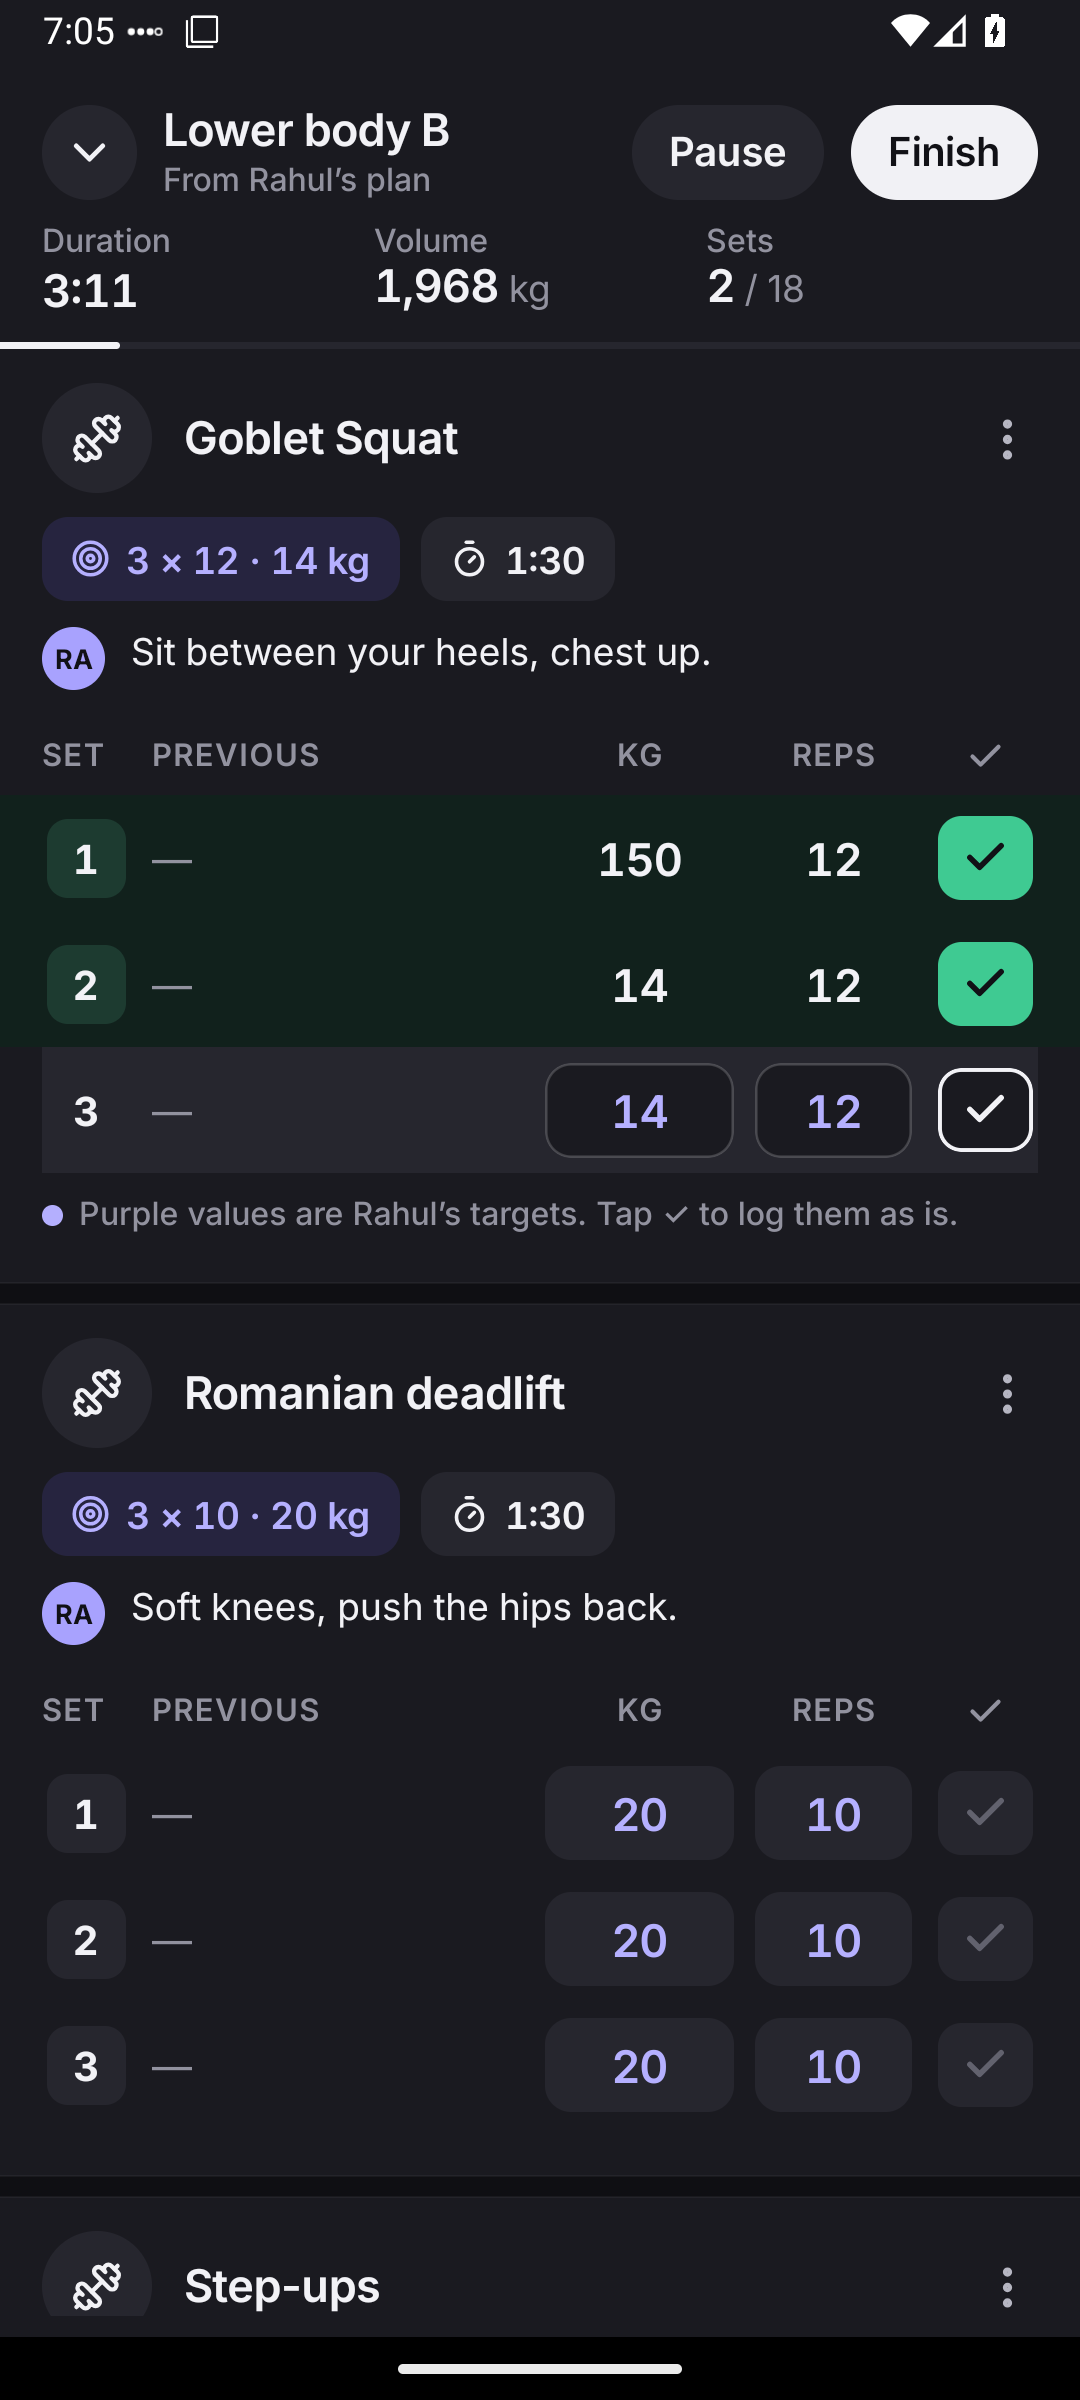 7:05
Lower body B
From Rahul's plan
Pause
Finish
Duration
Volume
Sets
3:11
1,968 kg
2 / 18
Goblet Squat
3 × 12 · 14 kg
1:30
RA
Sit between your heels, chest up.
SET PREVIOUS KG REPS ✓
1 — 150 12 ✓
2 — 14 12 ✓
3 — 14 12 ✓
Purple values are Rahul's targets. Tap ✓ to log them as is.
Romanian deadlift
3 × 10 · 20 kg
1:30
RA
Soft knees, push the hips back.
SET PREVIOUS KG REPS ✓
1 — 20 10 ✓
2 — 20 10 ✓
3 — 20 10 ✓
Step-ups